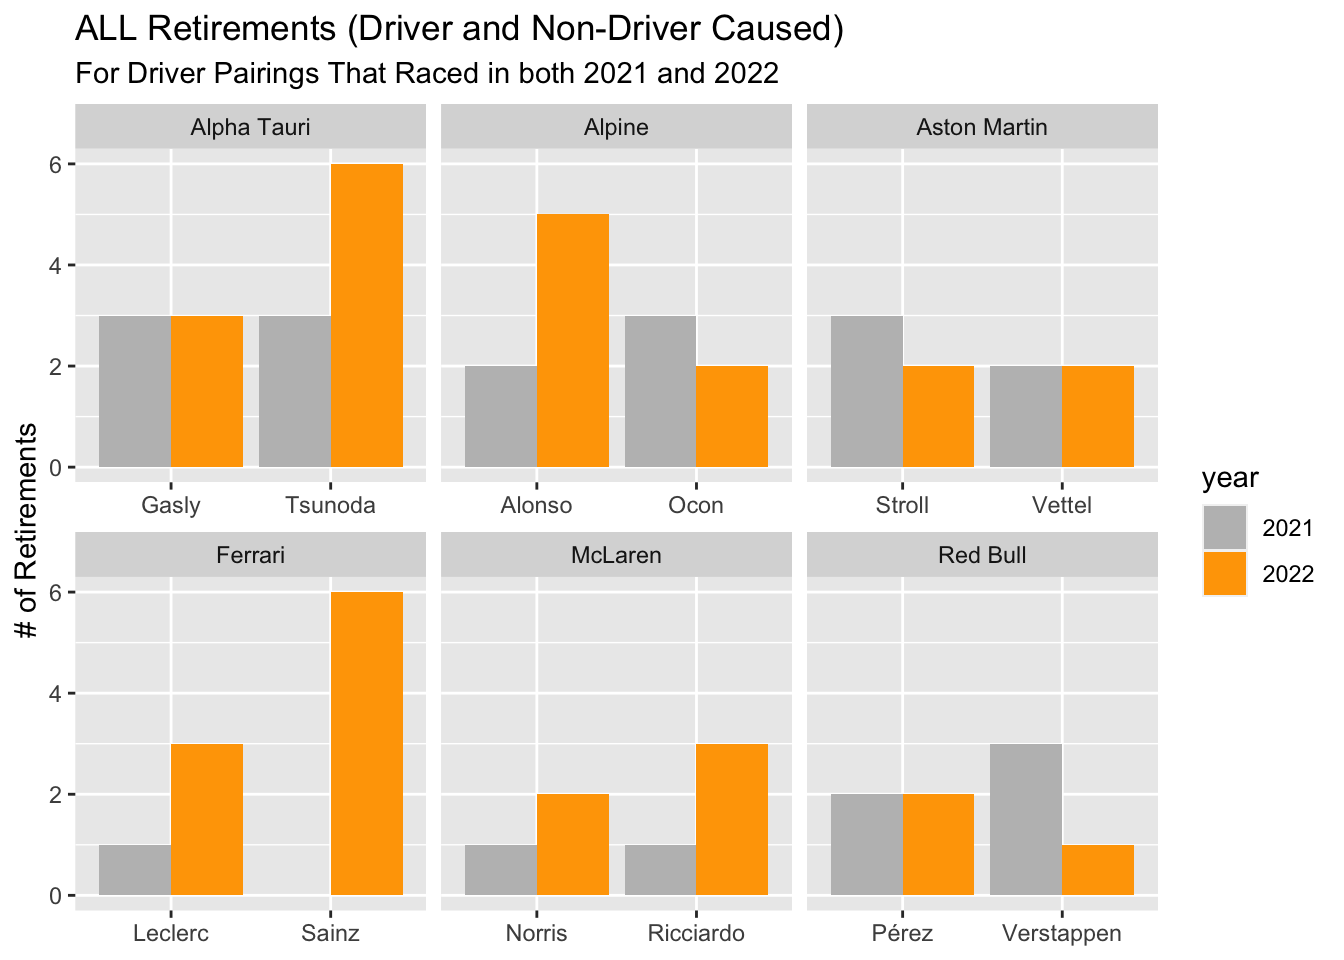 ALL Retirements (Driver and Non-Driver Caused)
For Driver Pairings That Raced in both 2021 and 2022
Alpha Tauri
Alpine
Aston Martin
6
4
2
0
Gasly
Tsunoda
Alonso
Ocon
Stroll
Vettel
# of Retirements
Ferrari
McLaren
Red Bull
6
4
2
0
Leclerc
Sainz
Norris
Ricciardo
Pérez
Verstappen
year
2021
2022